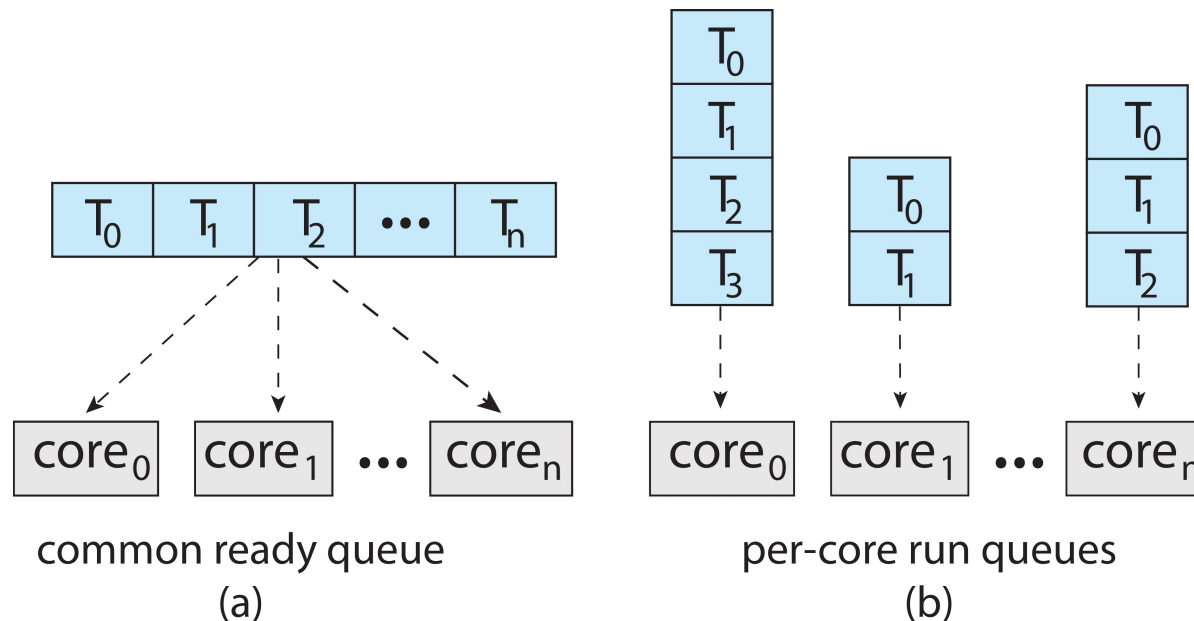 T₀ T₁ T₂ ••• Tₙ
core₀ core₁ ••• coreₙ
common ready queue
(a)
T₀
T₁
T₂
T₃
T₀
T₁
T₀
T₁
T₂
core₀ core₁ ••• coreₙ
per-core run queues
(b)